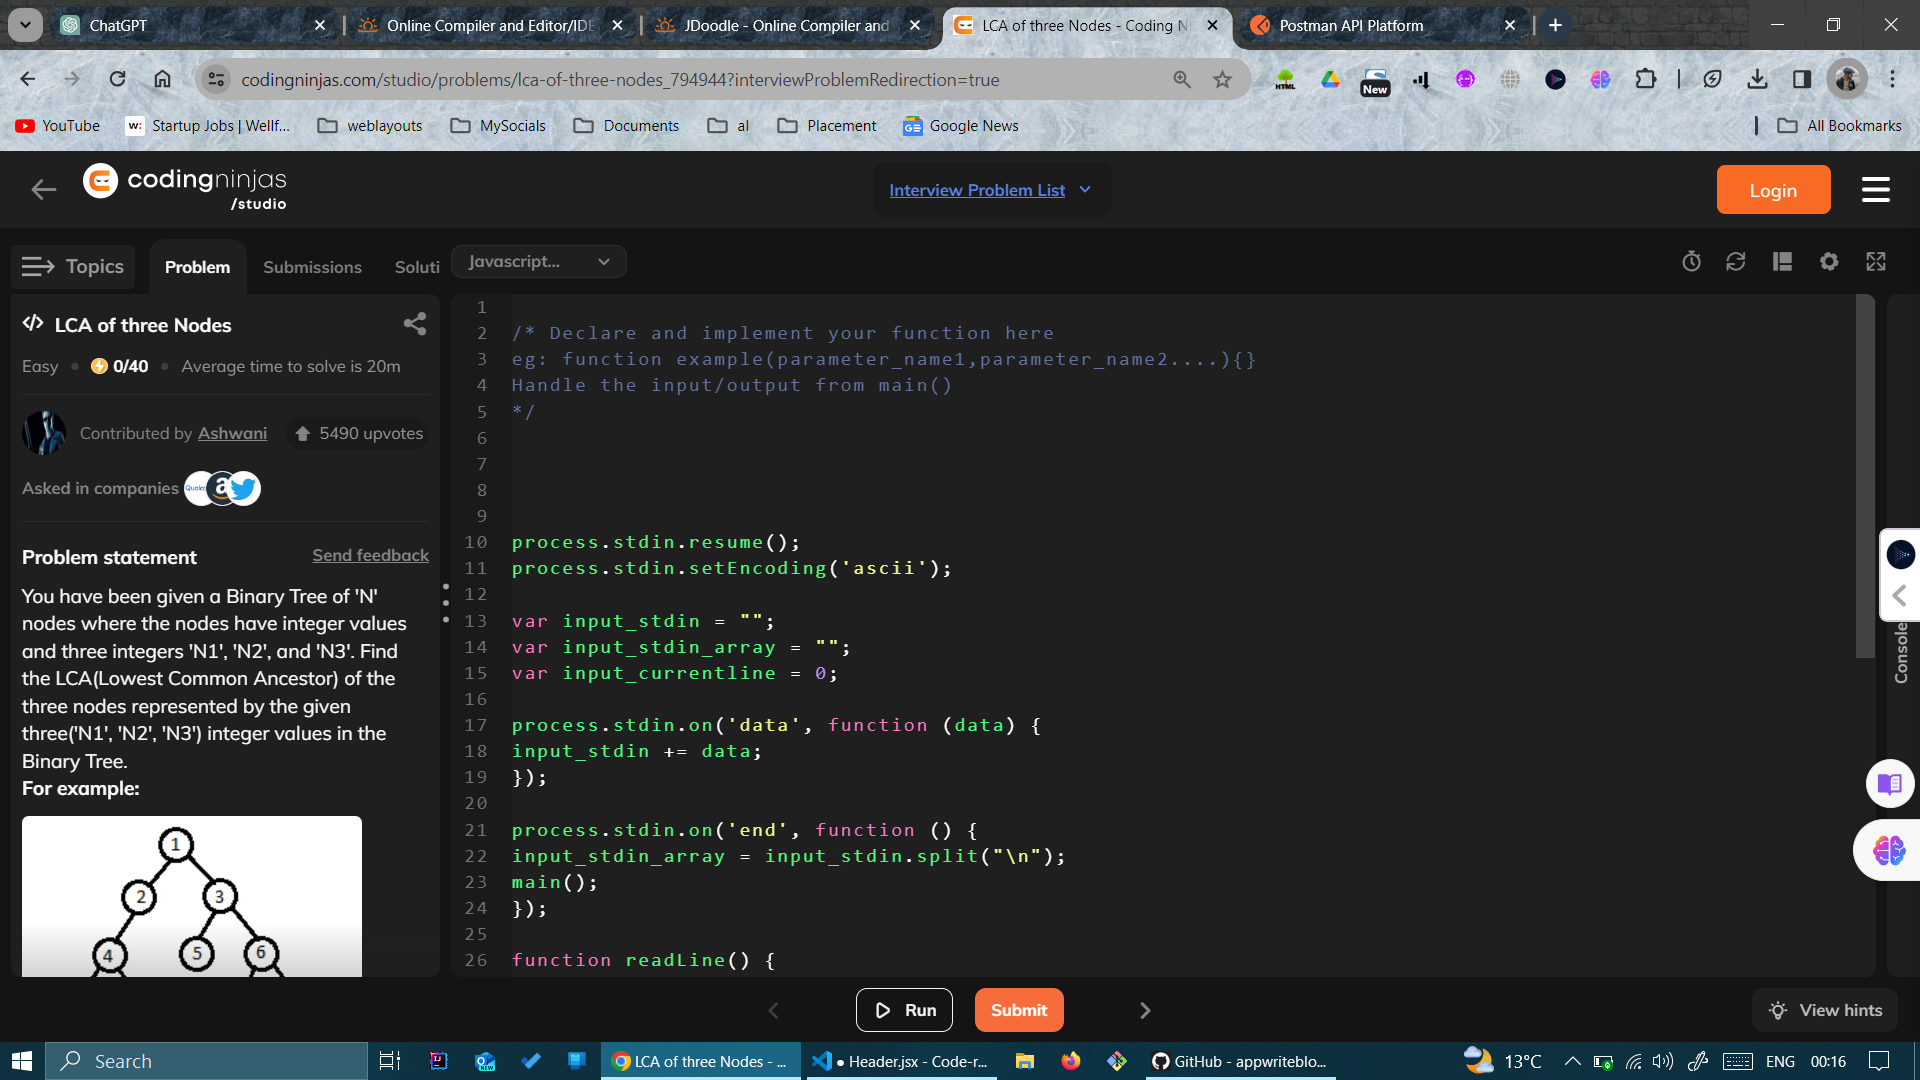 ChatGPT
Online Compiler and Editor/IDE
JDoodle - Online Compiler and
LCA of three Nodes - Coding N
Postman API Platform
codingninjas.com/studio/problems/lca-of-three-nodes_794944?interviewProblemRedirection=true
HTML
New
YouTube
w: Startup Jobs | Wellf...
weblayouts
MySocials
Documents
al
Placement
Google News
All Bookmarks
codingninjas
/studio
Interview Problem List
Login
Topics
Problem
Submissions
Soluti
Javascript...
LCA of three Nodes
Easy • 0/40 • Average time to solve is 20m
Contributed by Ashwani
5490 upvotes
Asked in companies
Problem statement
Send feedback
You have been given a Binary Tree of 'N'
nodes where the nodes have integer values
and three integers 'N1', 'N2', and 'N3'. Find
the LCA(Lowest Common Ancestor) of the
three nodes represented by the given
three('N1', 'N2', 'N3') integer values in the
Binary Tree.
For example:
1
2 3
4 5 6
1
2 /* Declare and implement your function here
3 eg: function example(parameter_name1,parameter_name2....){}
4 Handle the input/output from main()
5 */
6
7
8
9
10 process.stdin.resume();
11 process.stdin.setEncoding('ascii');
12
13 var input_stdin = "";
14 var input_stdin_array = "";
15 var input_currentline = 0;
16
17 process.stdin.on('data', function (data) {
18 input_stdin += data;
19 });
20
21 process.stdin.on('end', function () {
22 input_stdin_array = input_stdin.split("\n");
23 main();
24 });
25
26 function readLine() {
Console
Run
Submit
View hints
Search
LCA of three Nodes - ...
● Header.jsx - Code-r...
GitHub - appwriteblo...
13°C
ENG
00:16